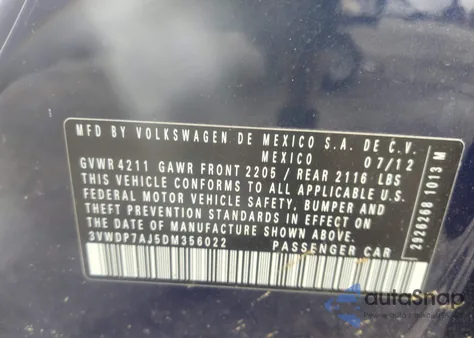 MFD BY VOLKSWAGEN DE MEXICO S.A. DE C.V.
MEXICO 07/12
GVWR 4211 GAWR FRONT 2205 / REAR 2116 LBS
THIS VEHICLE CONFORMS TO ALL APPLICABLE U.S.
FEDERAL MOTOR VEHICLE SAFETY, BUMPER AND
THEFT PREVENTION STANDARDS IN EFFECT ON THE
DATE OF MANUFACTURE SHOWN ABOVE.
3VWDP7AJ5DM356022 PASSENGER CAR
2926268 1013 M
autoSnap